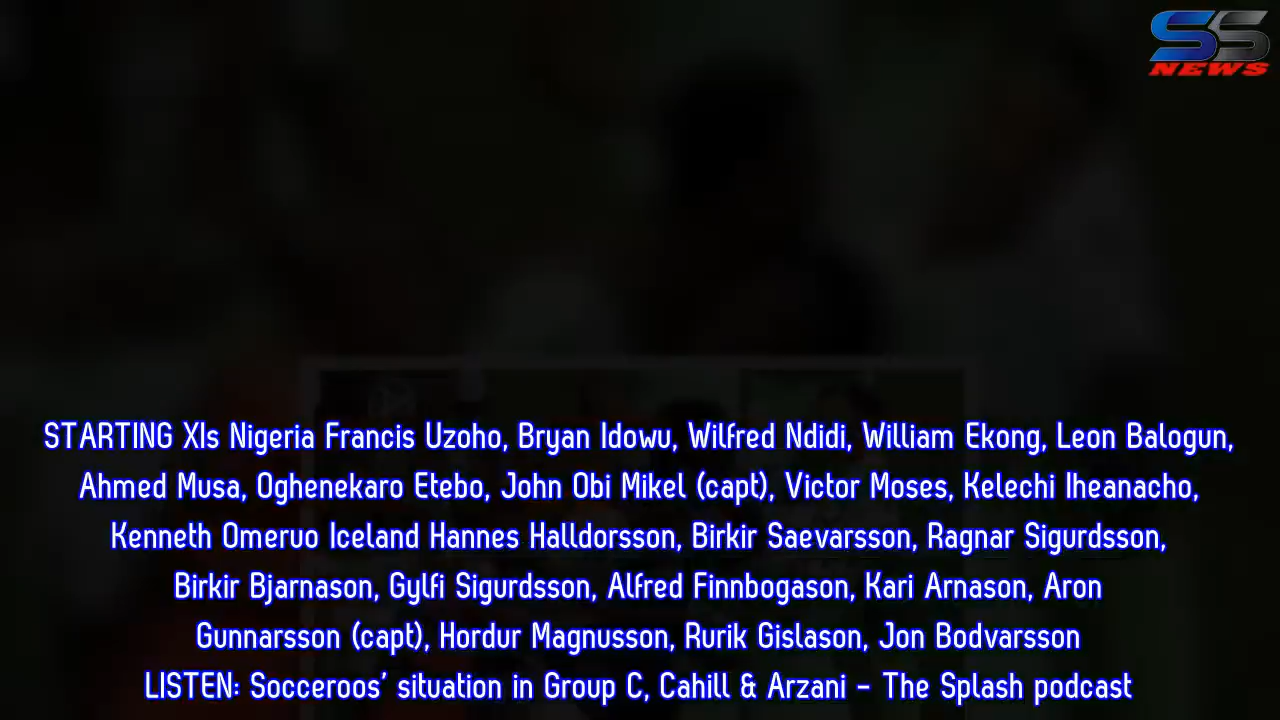 SS
NEWS
STARTING XIs Nigeria Francis Uzoho, Bryan Idowu, Wilfred Ndidi, William Ekong, Leon Balogun,
Ahmed Musa, Oghenekaro Etebo, John Obi Mikel (capt), Victor Moses, Kelechi Iheanacho,
Kenneth Omeruo Iceland Hannes Halldorsson, Birkir Saevarsson, Ragnar Sigurdsson,
Birkir Bjarnason, Gylfi Sigurdsson, Alfred Finnbogason, Kari Arnason, Aron
Gunnarsson (capt), Hordur Magnusson, Rurik Gislason, Jon Bodvarsson
LISTEN: Socceroos’ situation in Group C, Cahill & Arzani – The Splash podcast